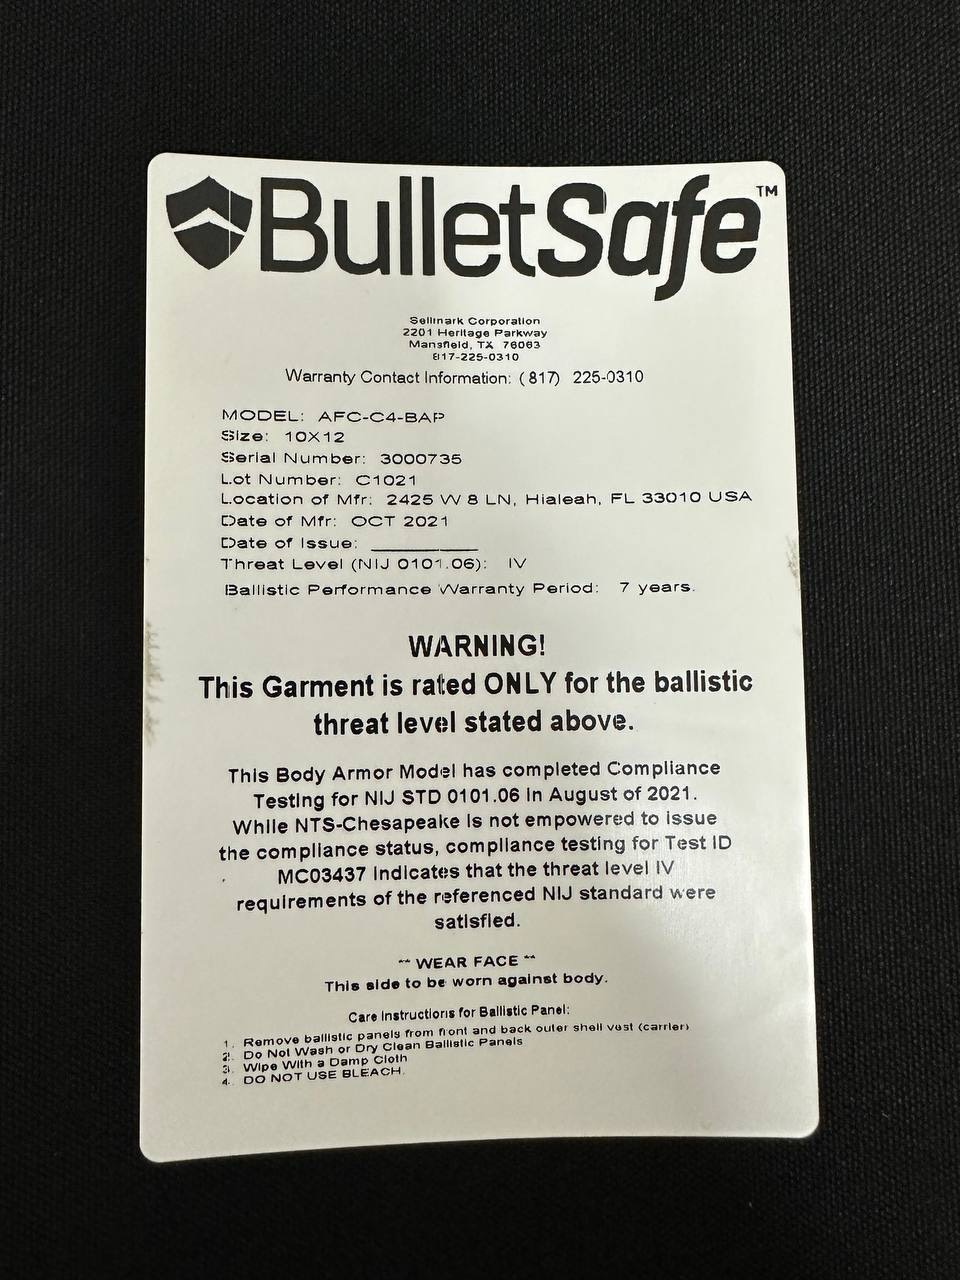 BulletSafe™
Sellmark Corporation
2201 Heritage Parkway
Mansfield, TX 76063
817-225-0310
Warranty Contact Information: (817) 225-0310
MODEL: AFC-C4-BAP
Size: 10X12
Serial Number: 3000735
Lot Number: C1021
Location of Mfr: 2425 W 8 LN, Hialeah, FL 33010 USA
Date of Mfr: OCT 2021
Date of Issue: __________
Threat Level (NIJ 0101.06): IV
Ballistic Performance Warranty Period: 7 years.
WARNING!
This Garment is rated ONLY for the ballistic
threat level stated above.
This Body Armor Model has completed Compliance
Testing for NIJ STD 0101.06 in August of 2021.
While NTS-Chesapeake is not empowered to issue
the compliance status, compliance testing for Test ID
MC03437 indicates that the threat level IV
requirements of the referenced NIJ standard were
satisfied.
** WEAR FACE **
This side to be worn against body.
Care Instructions for Ballistic Panel:
1. Remove ballistic panels from front and back outer shell vest (carrier)
2. Do Not Wash or Dry Clean Ballistic Panels
3. Wipe With a Damp Cloth
4. DO NOT USE BLEACH.